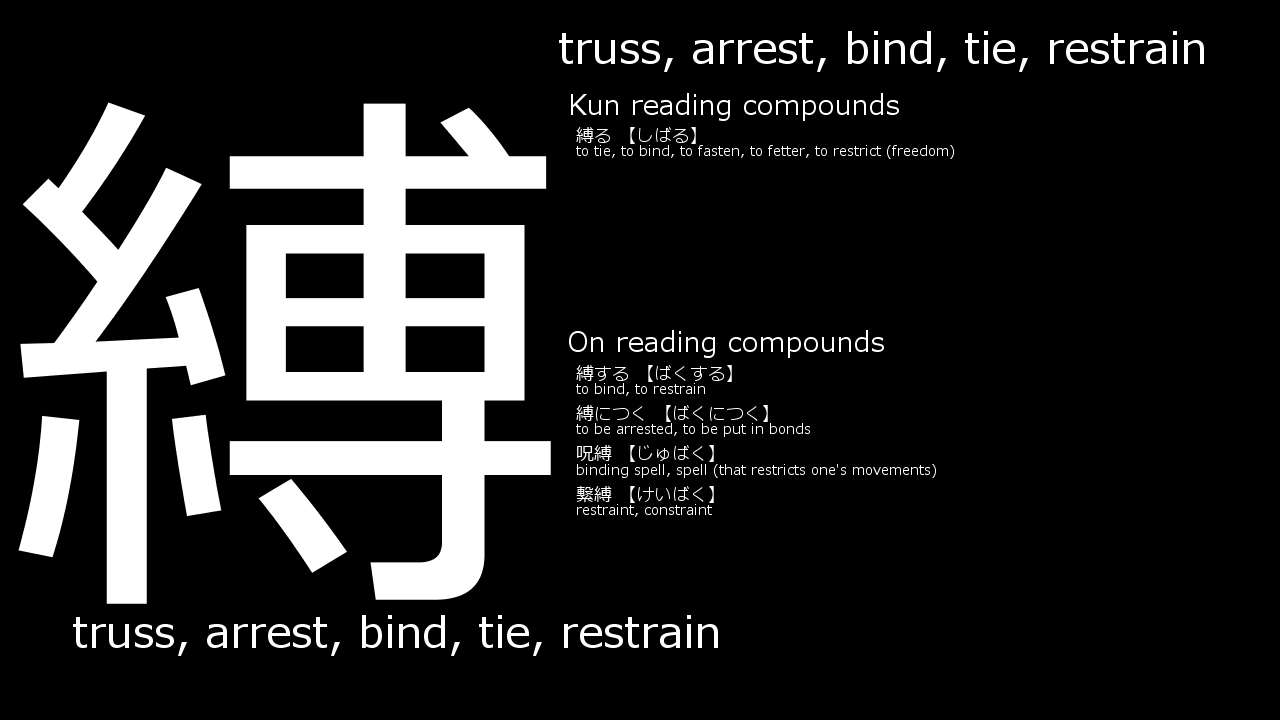 truss, arrest, bind, tie, restrain
縛
Kun reading compounds
縛る 【しばる】
to tie, to bind, to fasten, to fetter, to restrict (freedom)
On reading compounds
縛する 【ばくする】
to bind, to restrain
縛につく 【ばくにつく】
to be arrested, to be put in bonds
呪縛 【じゅばく】
binding spell, spell (that restricts one's movements)
繋縛 【けいばく】
restraint, constraint
truss, arrest, bind, tie, restrain